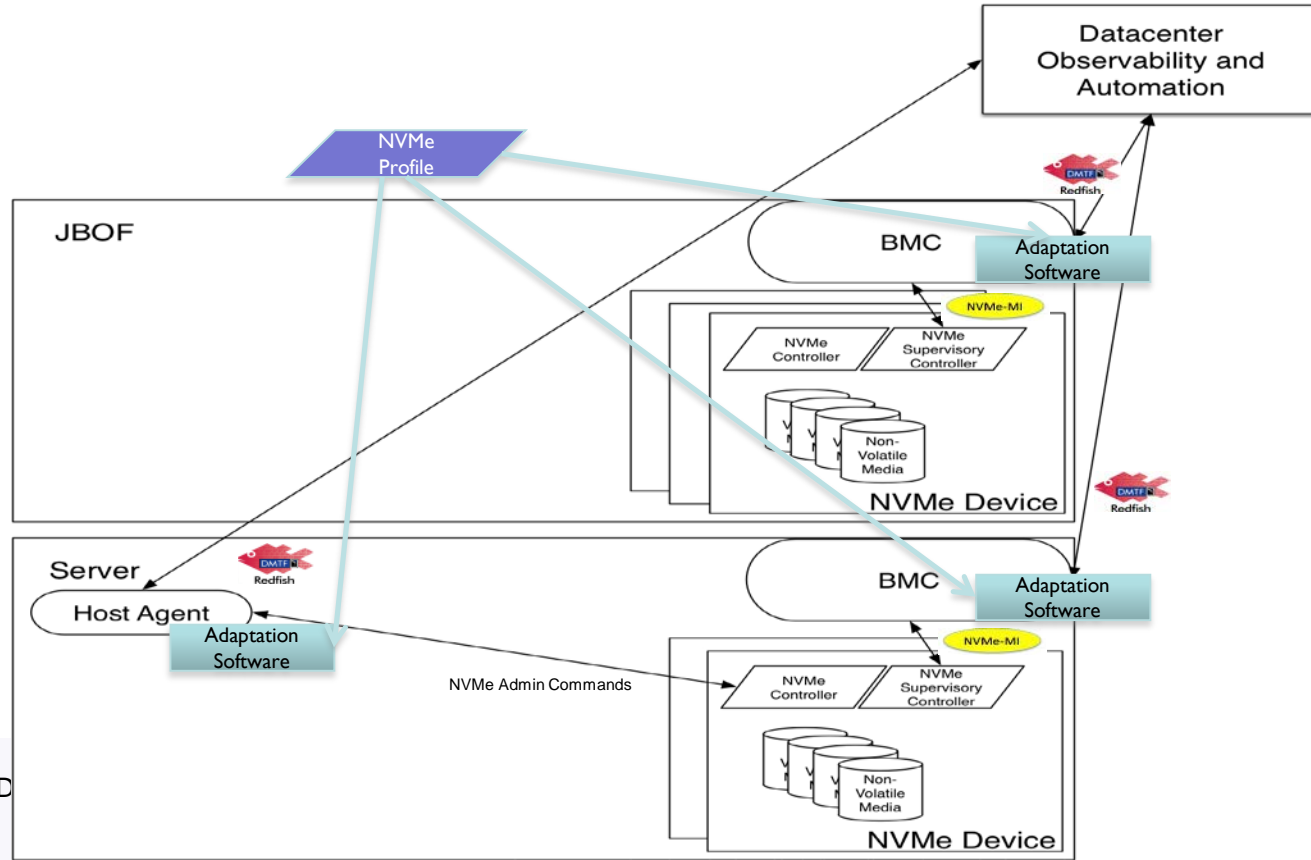 Datacenter
Observability and
Automation
NVMe
Profile
DMTF
Redfish
JBOF
BMC
Adaptation
Software
NVMe-MI
NVMe
Controller
NVMe
Supervisory
Controller
Non-
Volatile
Media
NVMe Device
DMTF
Redfish
Server
DMTF
Redfish
Host Agent
Adaptation
Software
BMC
Adaptation
Software
NVMe-MI
NVMe Admin Commands
NVMe
Controller
NVMe
Supervisory
Controller
Non-
Volatile
Media
NVMe Device